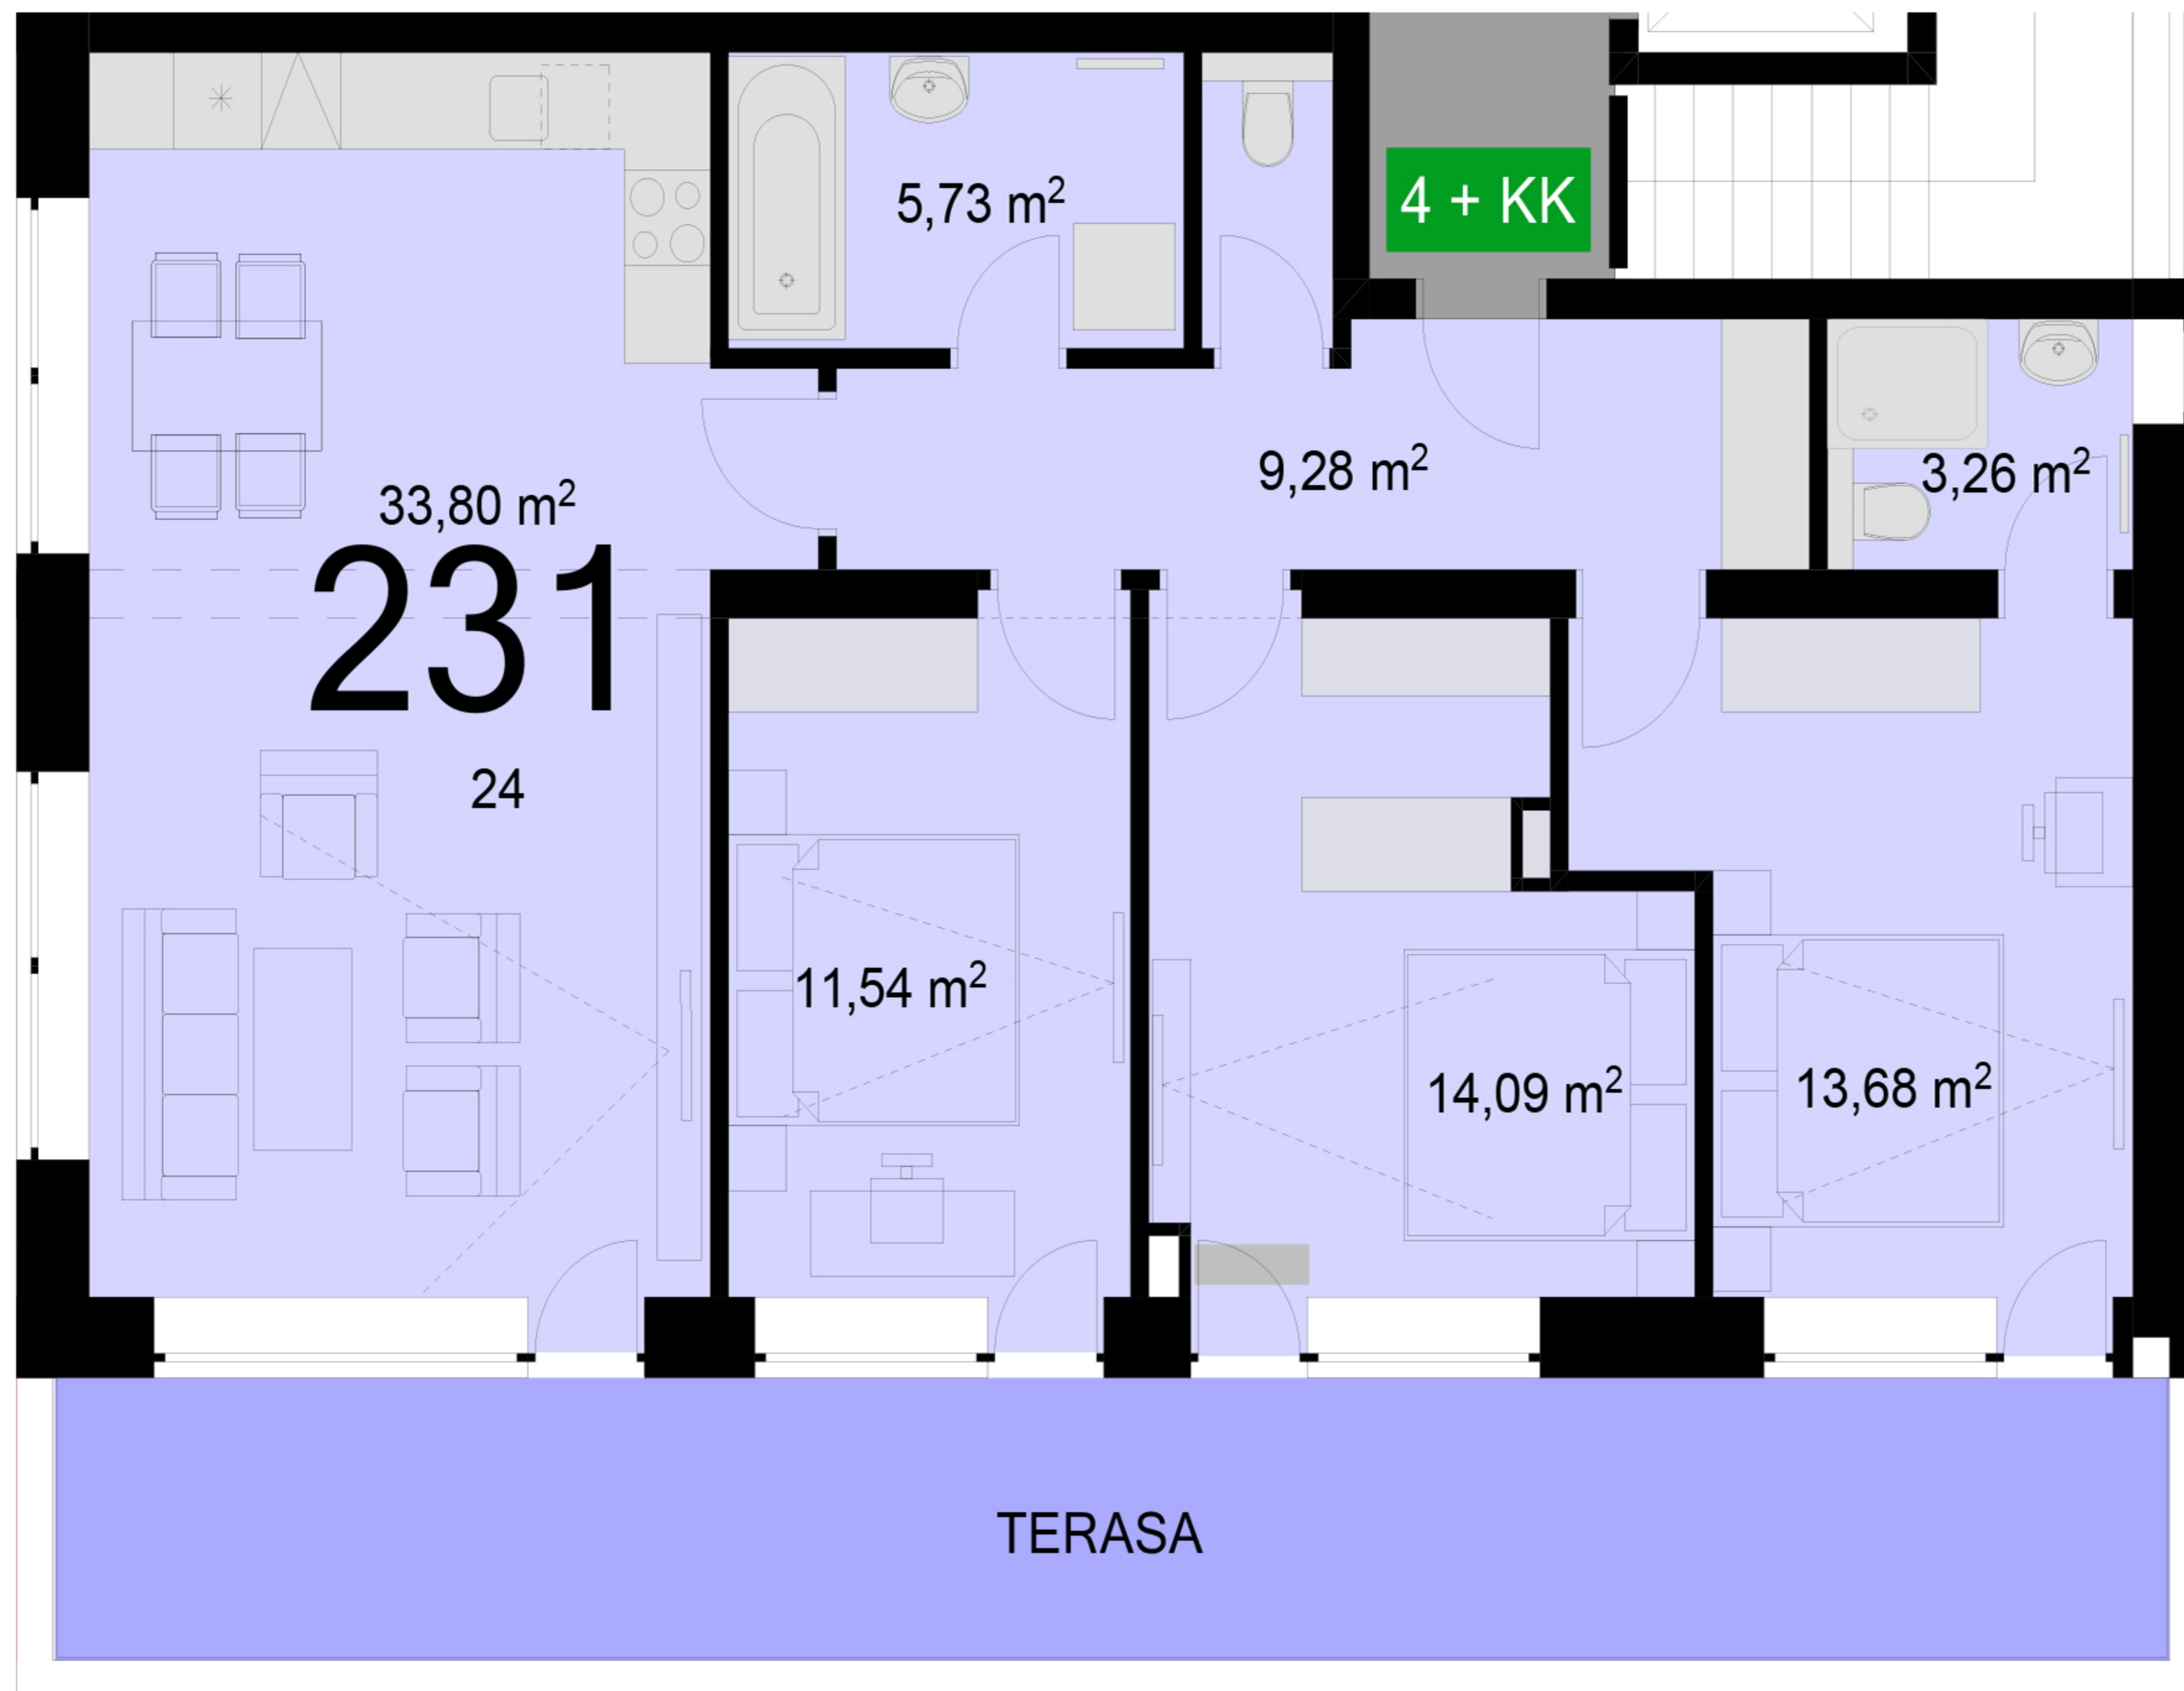 4 + KK
5,73 m²
9,28 m²
3,26 m²
33,80 m²
231
24
11,54 m²
14,09 m²
13,68 m²
TERASA